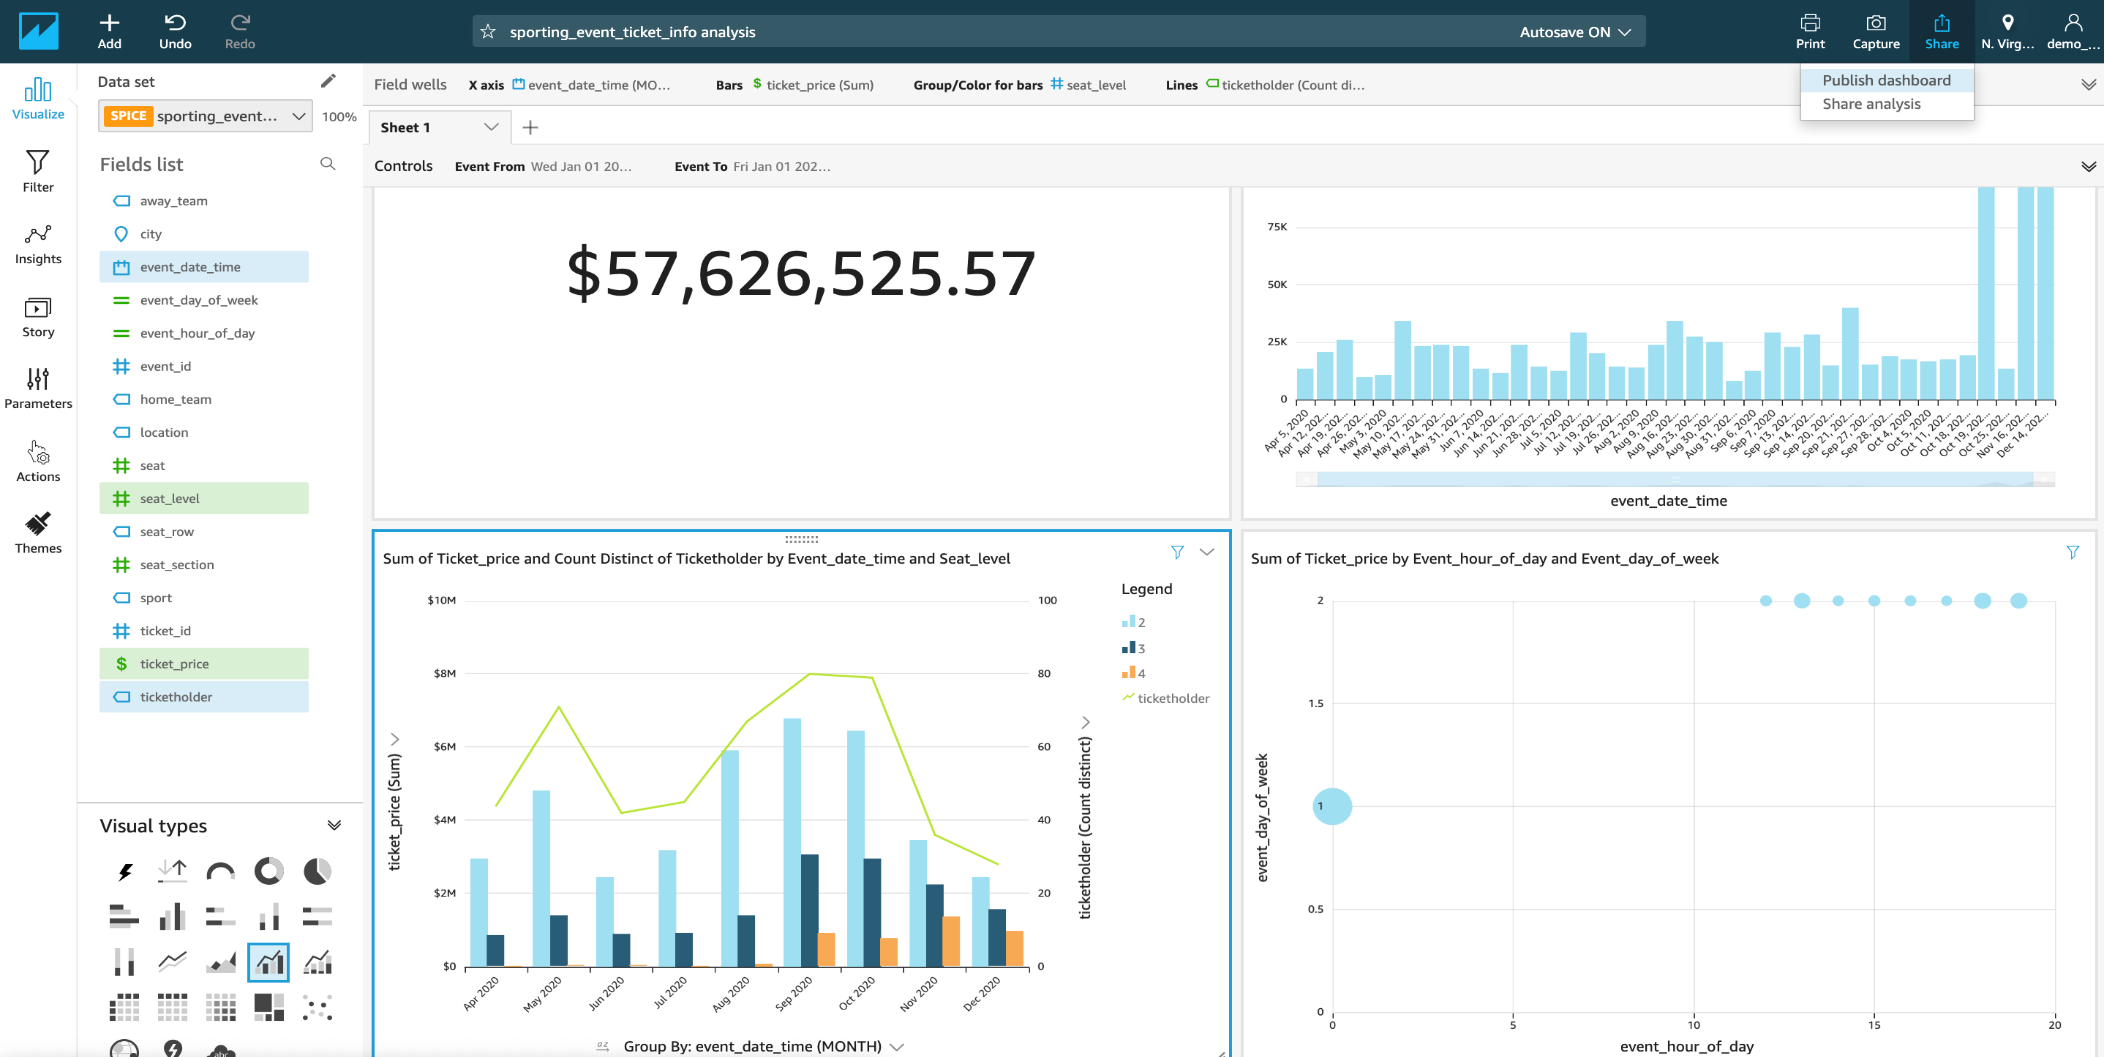 Add
Undo
Redo
sporting_event_ticket_info analysis
Autosave ON
Print
Capture
Share
N. Virg...
demo_...
Publish dashboard
Share analysis
Visualize
Filter
Insights
Story
Parameters
Actions
Themes
Data set
SPICE sporting_event... 100%
Fields list
away_team
city
event_date_time
event_day_of_week
event_hour_of_day
event_id
home_team
location
seat
seat_level
seat_row
seat_section
sport
ticket_id
ticket_price
ticketholder
Visual types
Field wells X axis event_date_time (MO... Bars ticket_price (Sum) Group/Color for bars seat_level Lines ticketholder (Count di...
Sheet 1
Controls Event From Wed Jan 01 20... Event To Fri Jan 01 202...
$57,626,525.57
75K
50K
25K
0
Apr 5, 2020
Apr 12, 202...
Apr 19, 202...
Apr 26, 202...
May 3, 2020
May 10, 202...
May 17, 202...
May 24, 202...
May 31, 202...
Jun 7, 2020
Jun 14, 202...
Jun 21, 202...
Jun 28, 202...
Jul 5, 2020
Jul 12, 202...
Jul 19, 202...
Jul 26, 202...
Aug 2, 2020
Aug 9, 2020
Aug 16, 202...
Aug 23, 202...
Aug 30, 202...
Aug 31, 202...
Sep 6, 2020
Sep 7, 2020
Sep 13, 202...
Sep 14, 202...
Sep 20, 202...
Sep 21, 202...
Sep 27, 202...
Sep 28, 202...
Oct 4, 2020
Oct 5, 2020
Oct 11, 202...
Oct 18, 202...
Oct 19, 202...
Oct 25, 202...
Nov 16, 202...
Dec 14, 202...
event_date_time
Sum of Ticket_price and Count Distinct of Ticketholder by Event_date_time and Seat_level
Legend
2
3
4
ticketholder
ticket_price (Sum)
$10M
$8M
$6M
$4M
$2M
$0
100
80
60
40
20
0
ticketholder (Count distinct)
Apr 2020
May 2020
Jun 2020
Jul 2020
Aug 2020
Sep 2020
Oct 2020
Nov 2020
Dec 2020
Group By: event_date_time (MONTH)
Sum of Ticket_price by Event_hour_of_day and Event_day_of_week
event_day_of_week
2
1.5
1
0.5
0
0
5
10
15
20
event_hour_of_day